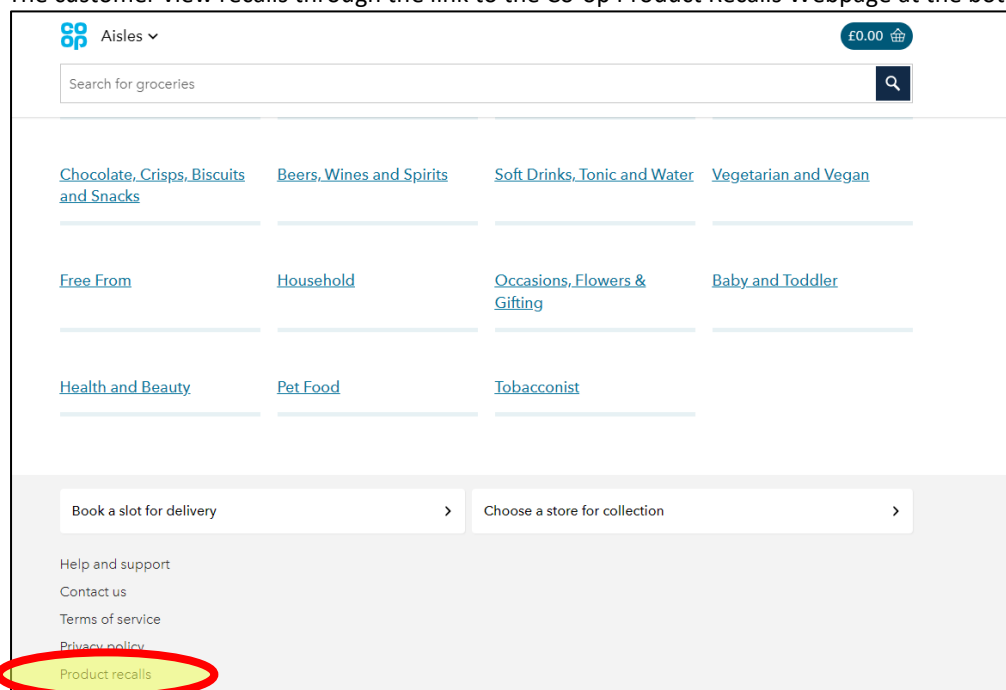 The customer view recalls through the link to the Co-op Product Recalls Webpage at the bot
CO
OP
Aisles
£0.00
Search for groceries
Chocolate, Crisps, Biscuits
and Snacks
Beers, Wines and Spirits
Soft Drinks, Tonic and Water
Vegetarian and Vegan
Free From
Household
Occasions, Flowers &
Gifting
Baby and Toddler
Health and Beauty
Pet Food
Tobacconist
Book a slot for delivery
Choose a store for collection
Help and support
Contact us
Terms of service
Privacy policy
Product recalls